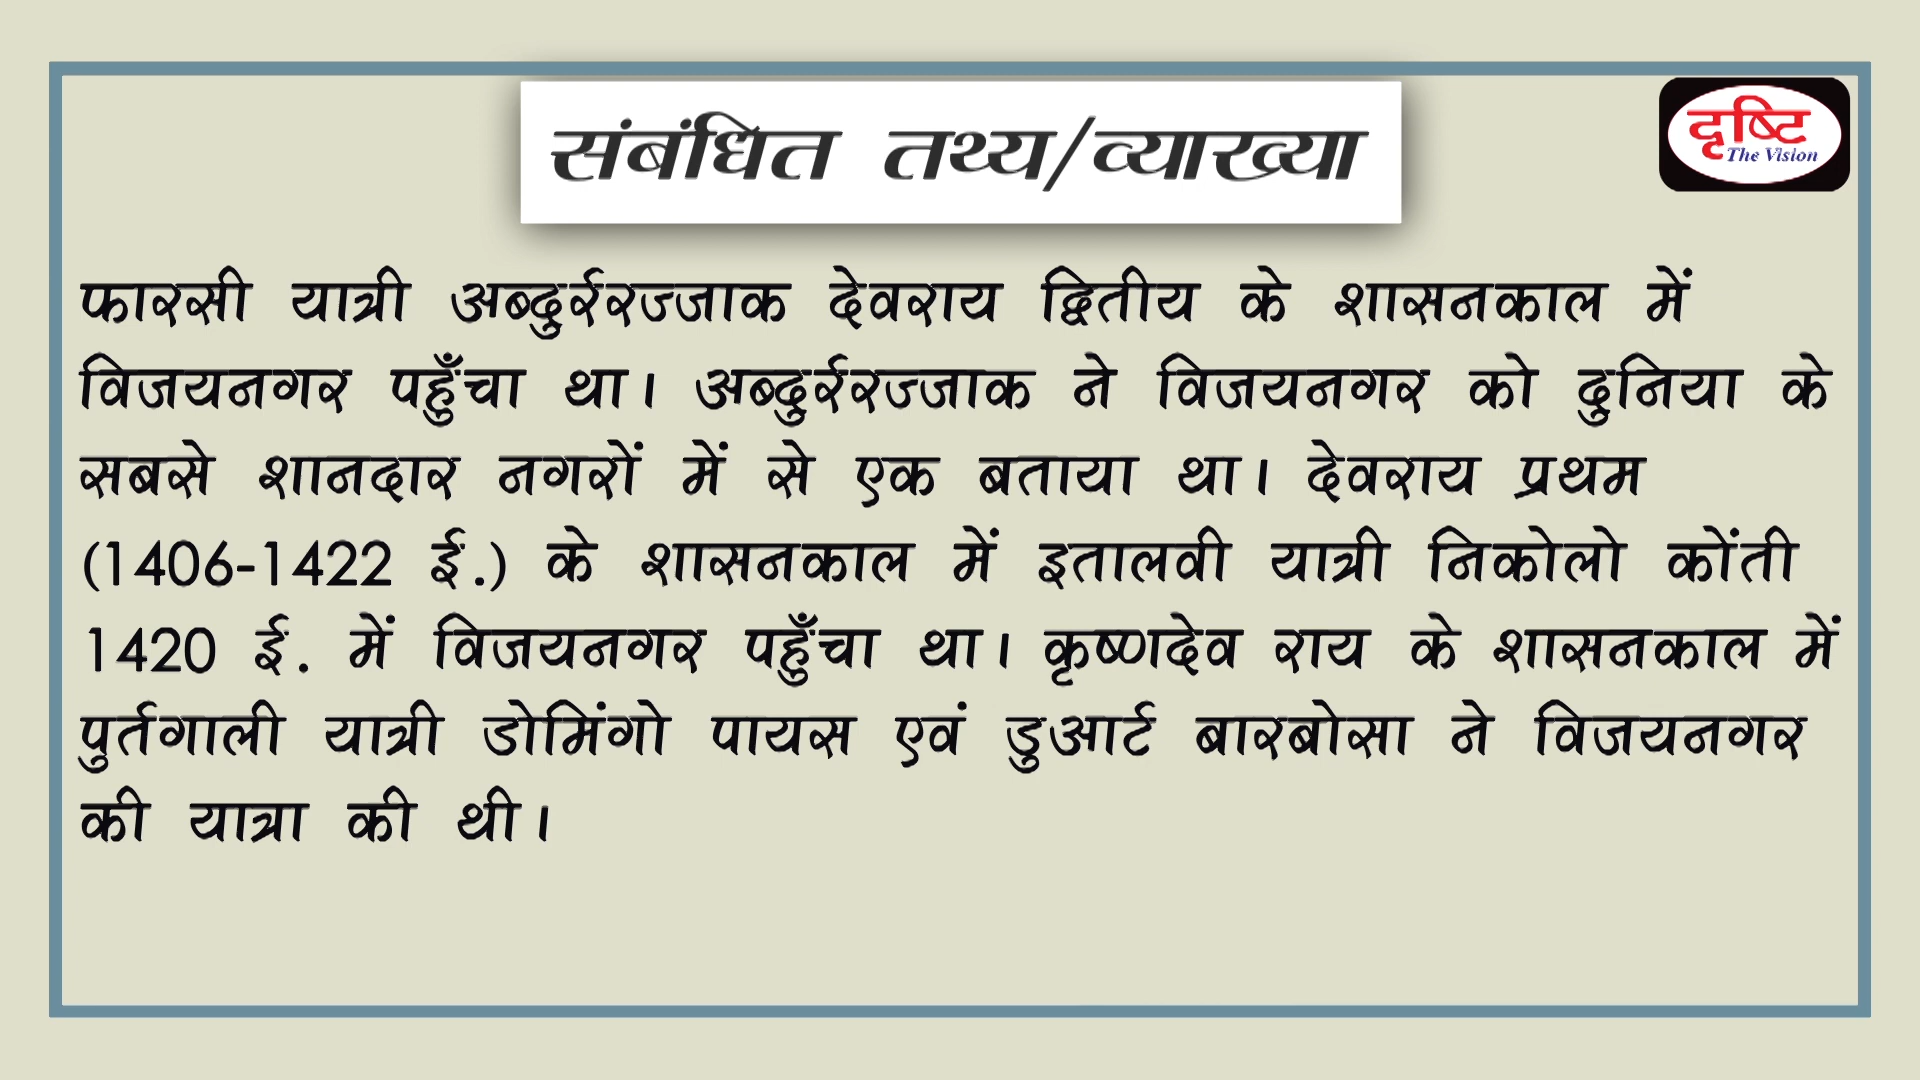 संबंधित तथ्य/व्याख्या
दृष्टि
The Vision
फारसी यात्री अब्दुर्ररज्जाक देवराय द्वितीय के शासनकाल में
विजयनगर पहुँचा था। अब्दुर्ररज्जाक ने विजयनगर को दुनिया के
सबसे शानदार नगरों में से एक बताया था। देवराय प्रथम
(1406-1422 ई.) के शासनकाल में इतालवी यात्री निकोलो कोंती
1420 ई. में विजयनगर पहुँचा था। कृष्णदेव राय के शासनकाल में
पुर्तगाली यात्री डोमिंगो पायस एवं डुआर्ट बारबोसा ने विजयनगर
की यात्रा की थी।